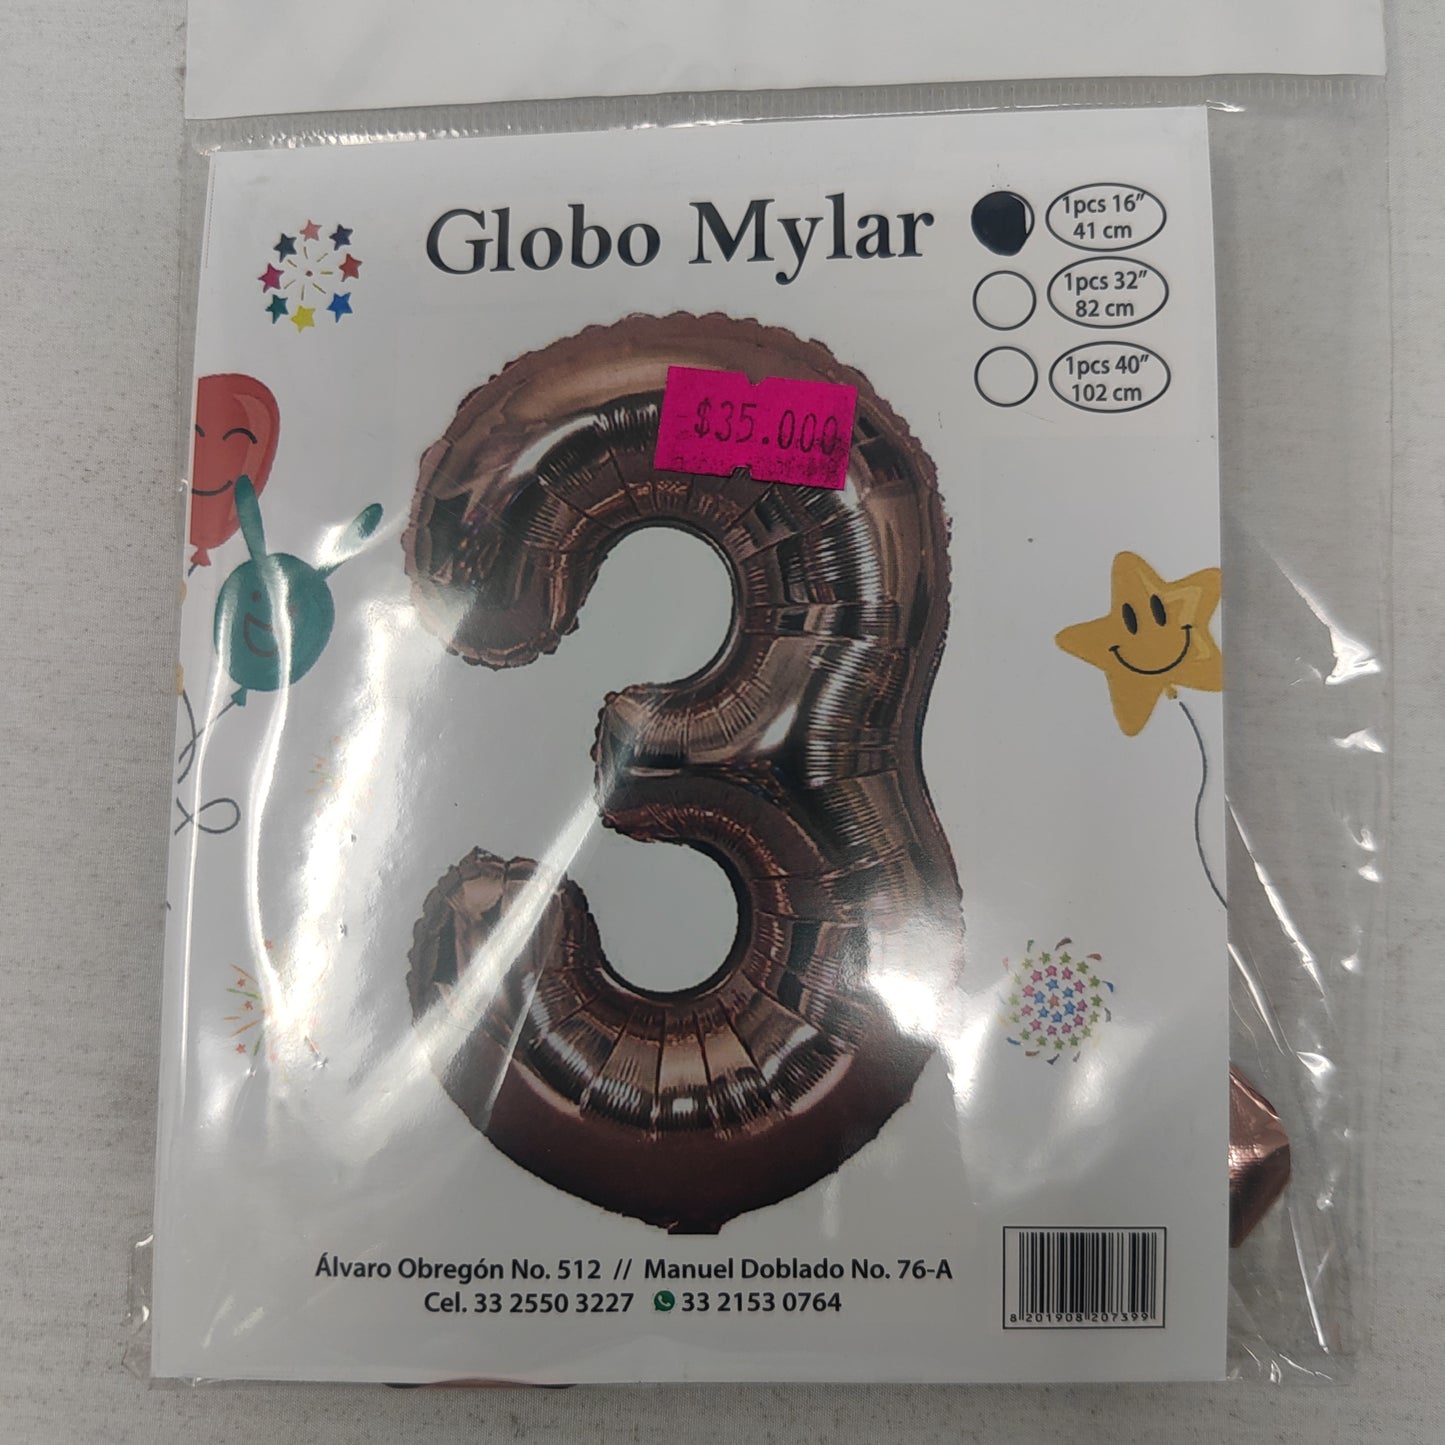 Globo Mylar
1pcs 16”
41 cm
1pcs 32”
82 cm
1pcs 40”
102 cm
$35.000
Álvaro Obregón No. 512 // Manuel Doblado No. 76-A
Cel. 33 2550 3227 33 2153 0764
8 201908 207399